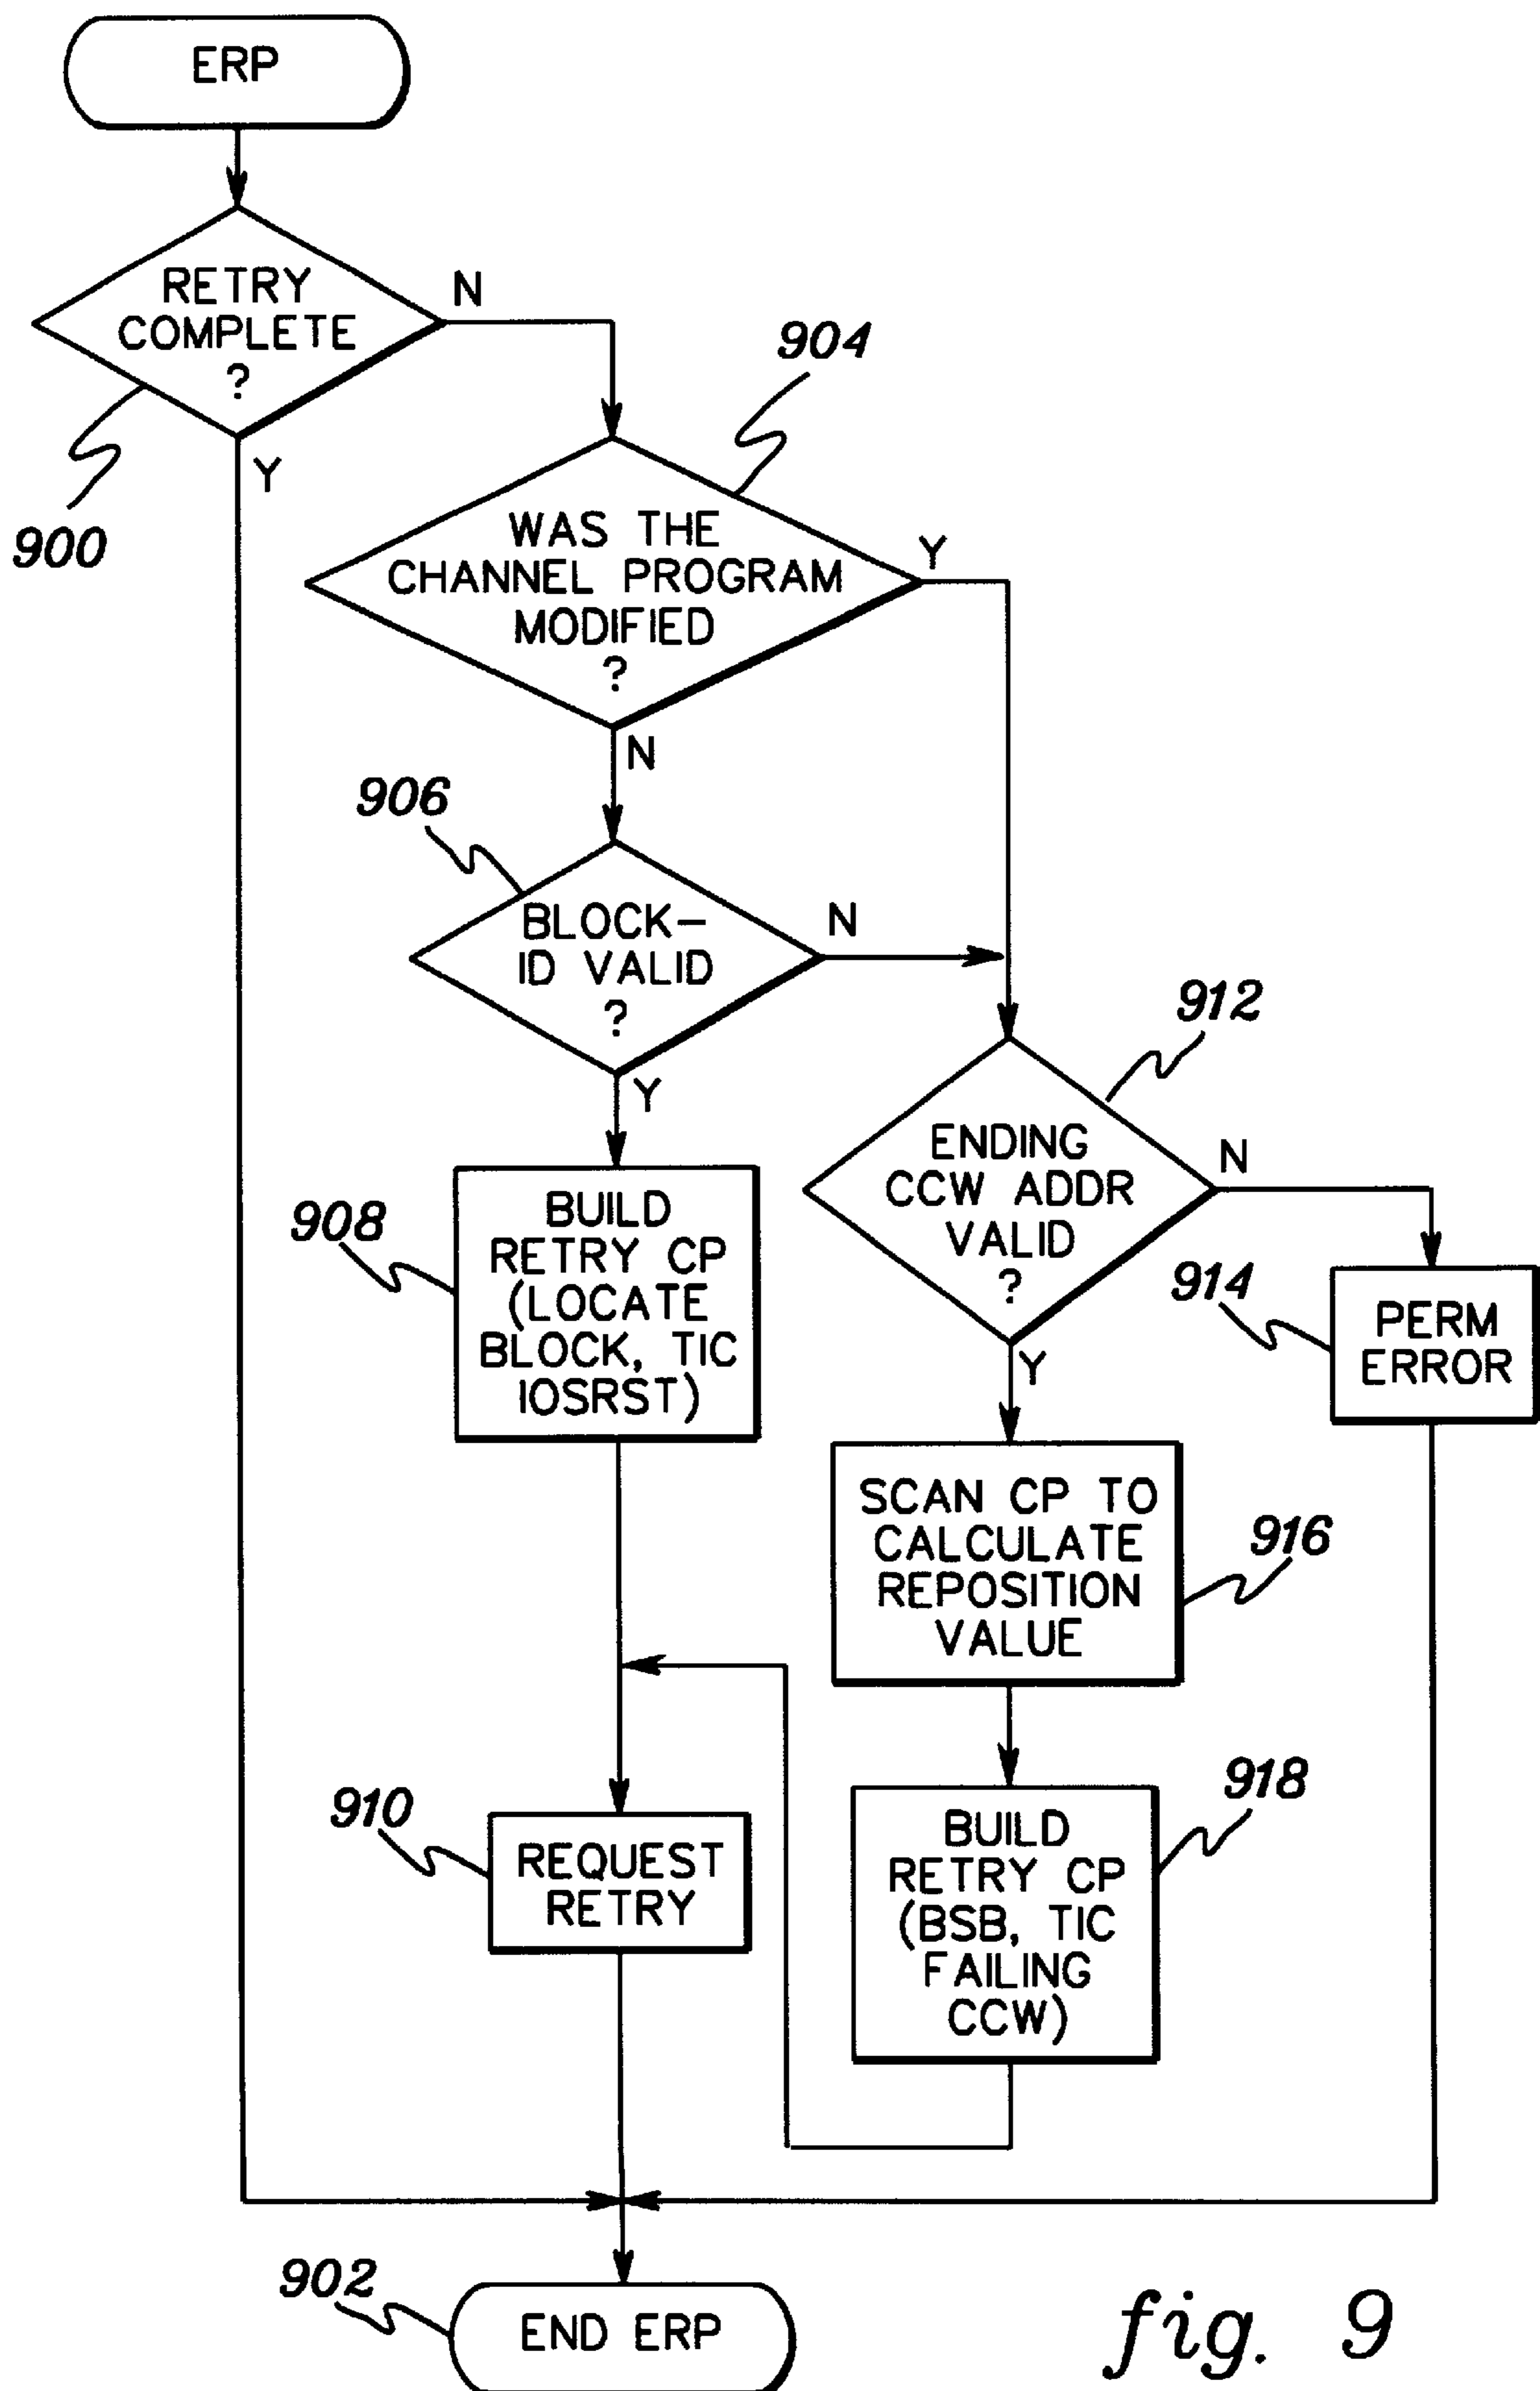 ERP
RETRY
COMPLETE
?
N
Y
900
904
WAS THE
CHANNEL PROGRAM
MODIFIED
?
Y
N
906
BLOCK-
ID VALID
?
N
Y
908
BUILD
RETRY CP
(LOCATE
BLOCK, TIC
IOSRST)
912
ENDING
CCW ADDR
VALID
?
N
Y
914
PERM
ERROR
SCAN CP TO
CALCULATE
REPOSITION
VALUE
916
910
REQUEST
RETRY
918
BUILD
RETRY CP
(BSB, TIC
FAILING
CCW)
902
END ERP
fig. 9